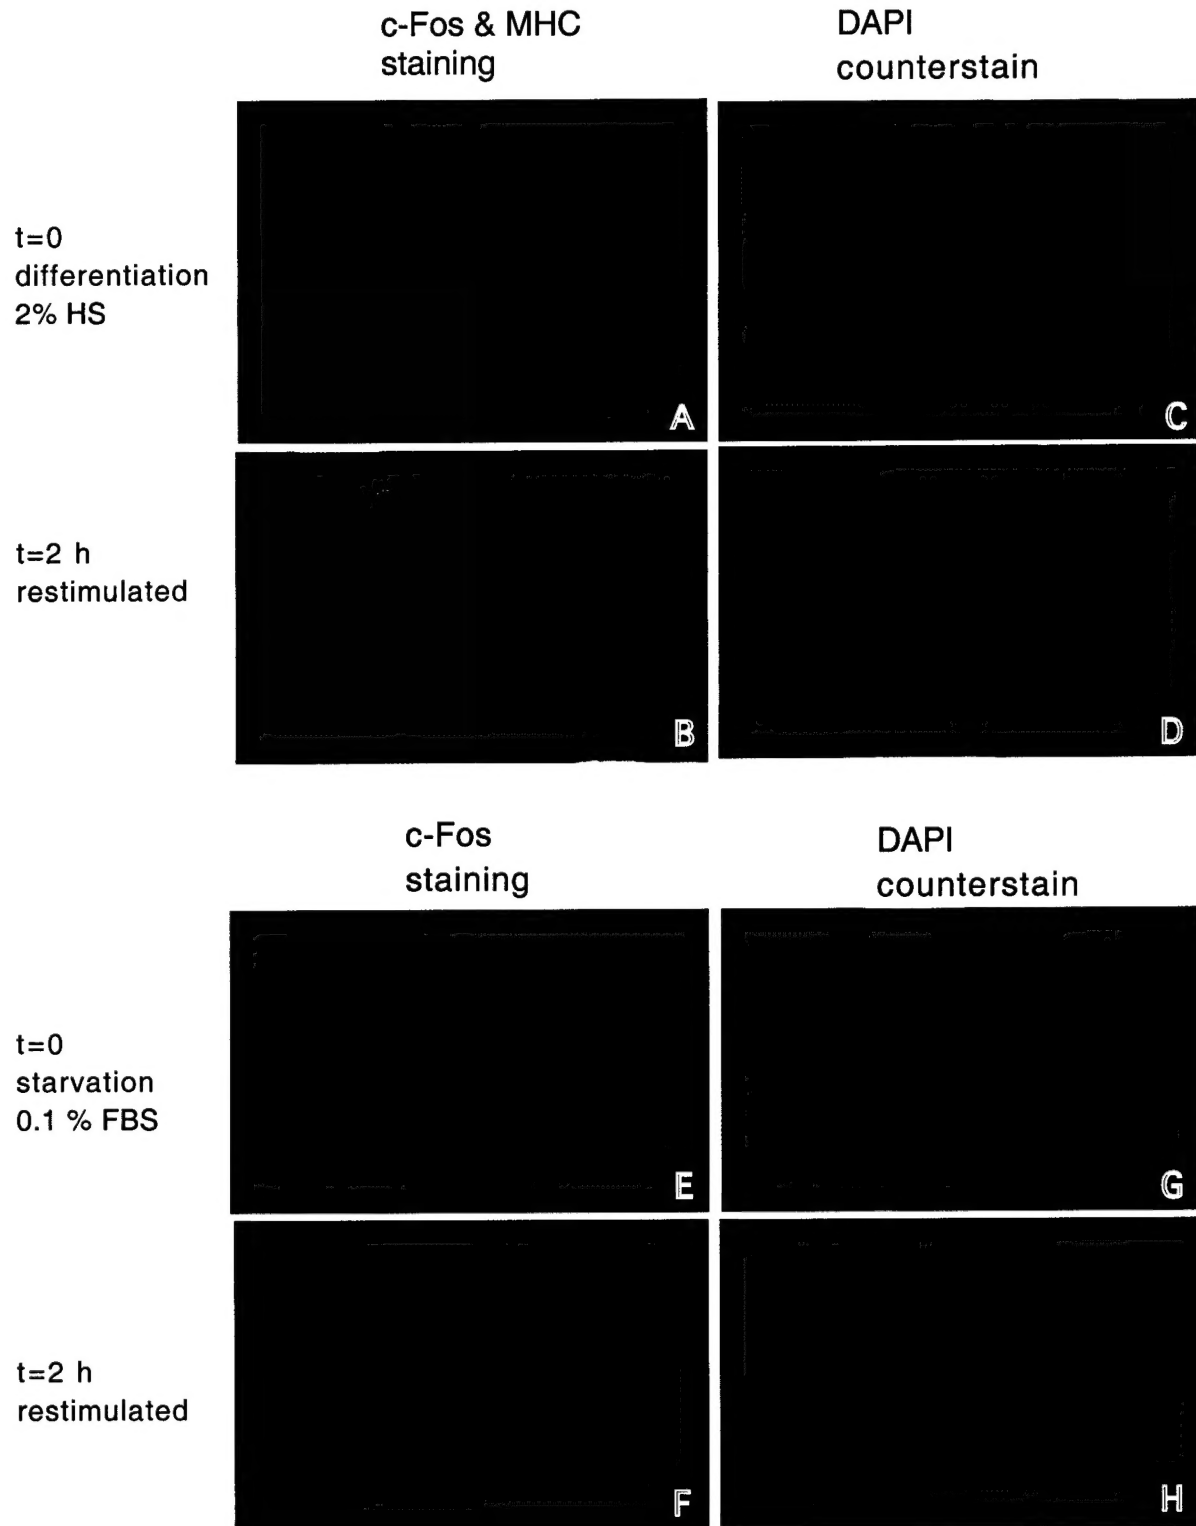 c-Fos & MHC
staining
DAPI
counterstain
t=0
differentiation
2% HS
A
C
t=2 h
restimulated
B
D
c-Fos
staining
DAPI
counterstain
t=0
starvation
0.1 % FBS
E
G
t=2 h
restimulated
F
H